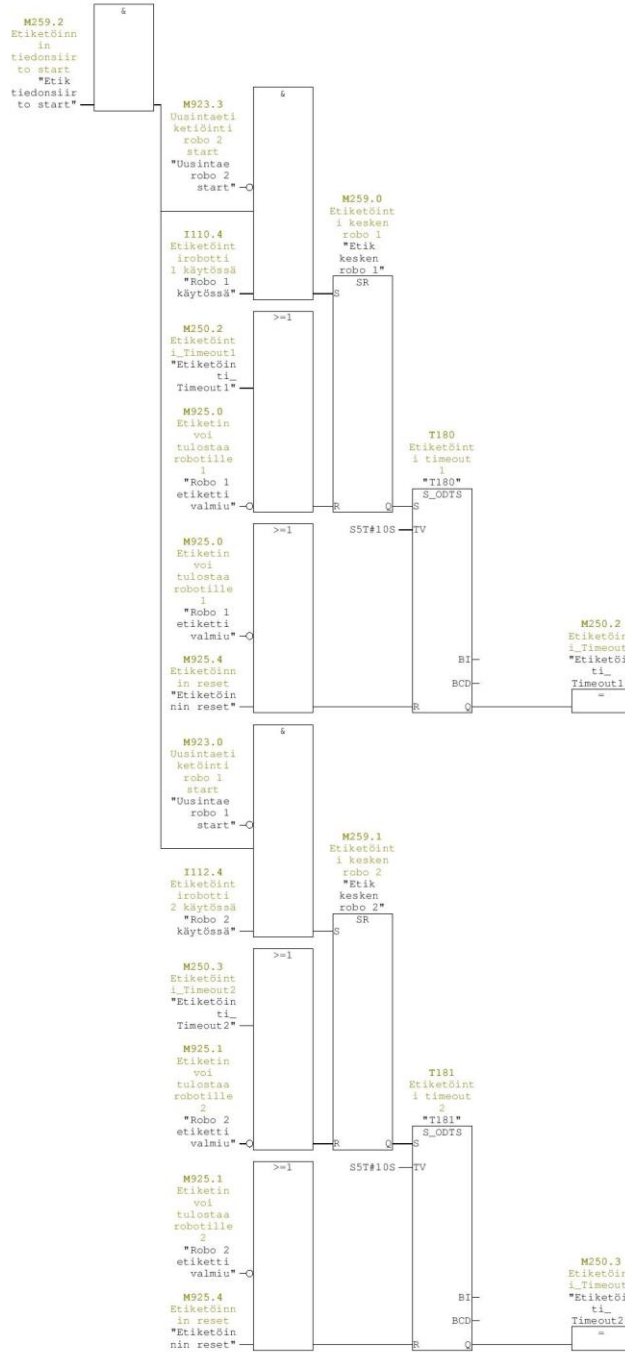 &
M259.2
Etiketöinn
in
tiedonsiir
to start
"Etik
tiedonsiir
to start"
M923.3
Uusintaeti
ketiöinti
robo 2
start
"Uusintae
robo 2
start"
&
I110.4
Etiketöint
irobotti
1 käytössä
"Robo 1
käytössä"
M259.0
Etiketöint
i kesken
robo 1
"Etik
kesken
robo 1"
SR
S
M250.2
Etiketöint
i_Timeout1
"Etiketöin
ti_
Timeout1"
>=1
M925.0
Etiketin
voi
tulostaa
robotille
1
"Robo 1
etiketti
valmiu"
R
Q
T180
Etiketöint
i timeout
1
"T180"
S_ODTS
S
S5T#10S
TV
>=1
M925.0
Etiketin
voi
tulostaa
robotille
1
"Robo 1
etiketti
valmiu"
M925.4
Etiketöinn
in reset
"Etiketöin
nin reset"
BI
BCD
R
Q
M250.2
Etiketöin
i_Timeout
"Etiketöi
ti_
Timeout1
=
M923.0
Uusintaeti
ketöinti
robo 1
start
"Uusintae
robo 1
start"
&
I112.4
Etiketöint
irobotti
2 käytössä
"Robo 2
käytössä"
M259.1
Etiketöint
i kesken
robo 2
"Etik
kesken
robo 2"
SR
S
M250.3
Etiketöint
i_Timeout2
"Etiketöin
ti_
Timeout2"
>=1
M925.1
Etiketin
voi
tulostaa
robotille
2
"Robo 2
etiketti
valmiu"
R
Q
T181
Etiketöint
i timeout
2
"T181"
S_ODTS
S
S5T#10S
TV
>=1
M925.1
Etiketin
voi
tulostaa
robotille
2
"Robo 2
etiketti
valmiu"
M925.4
Etiketöinn
in reset
"Etiketöin
nin reset"
BI
BCD
R
Q
M250.3
Etiketöin
i_Timeout
"Etiketöi
ti_
Timeout2
=